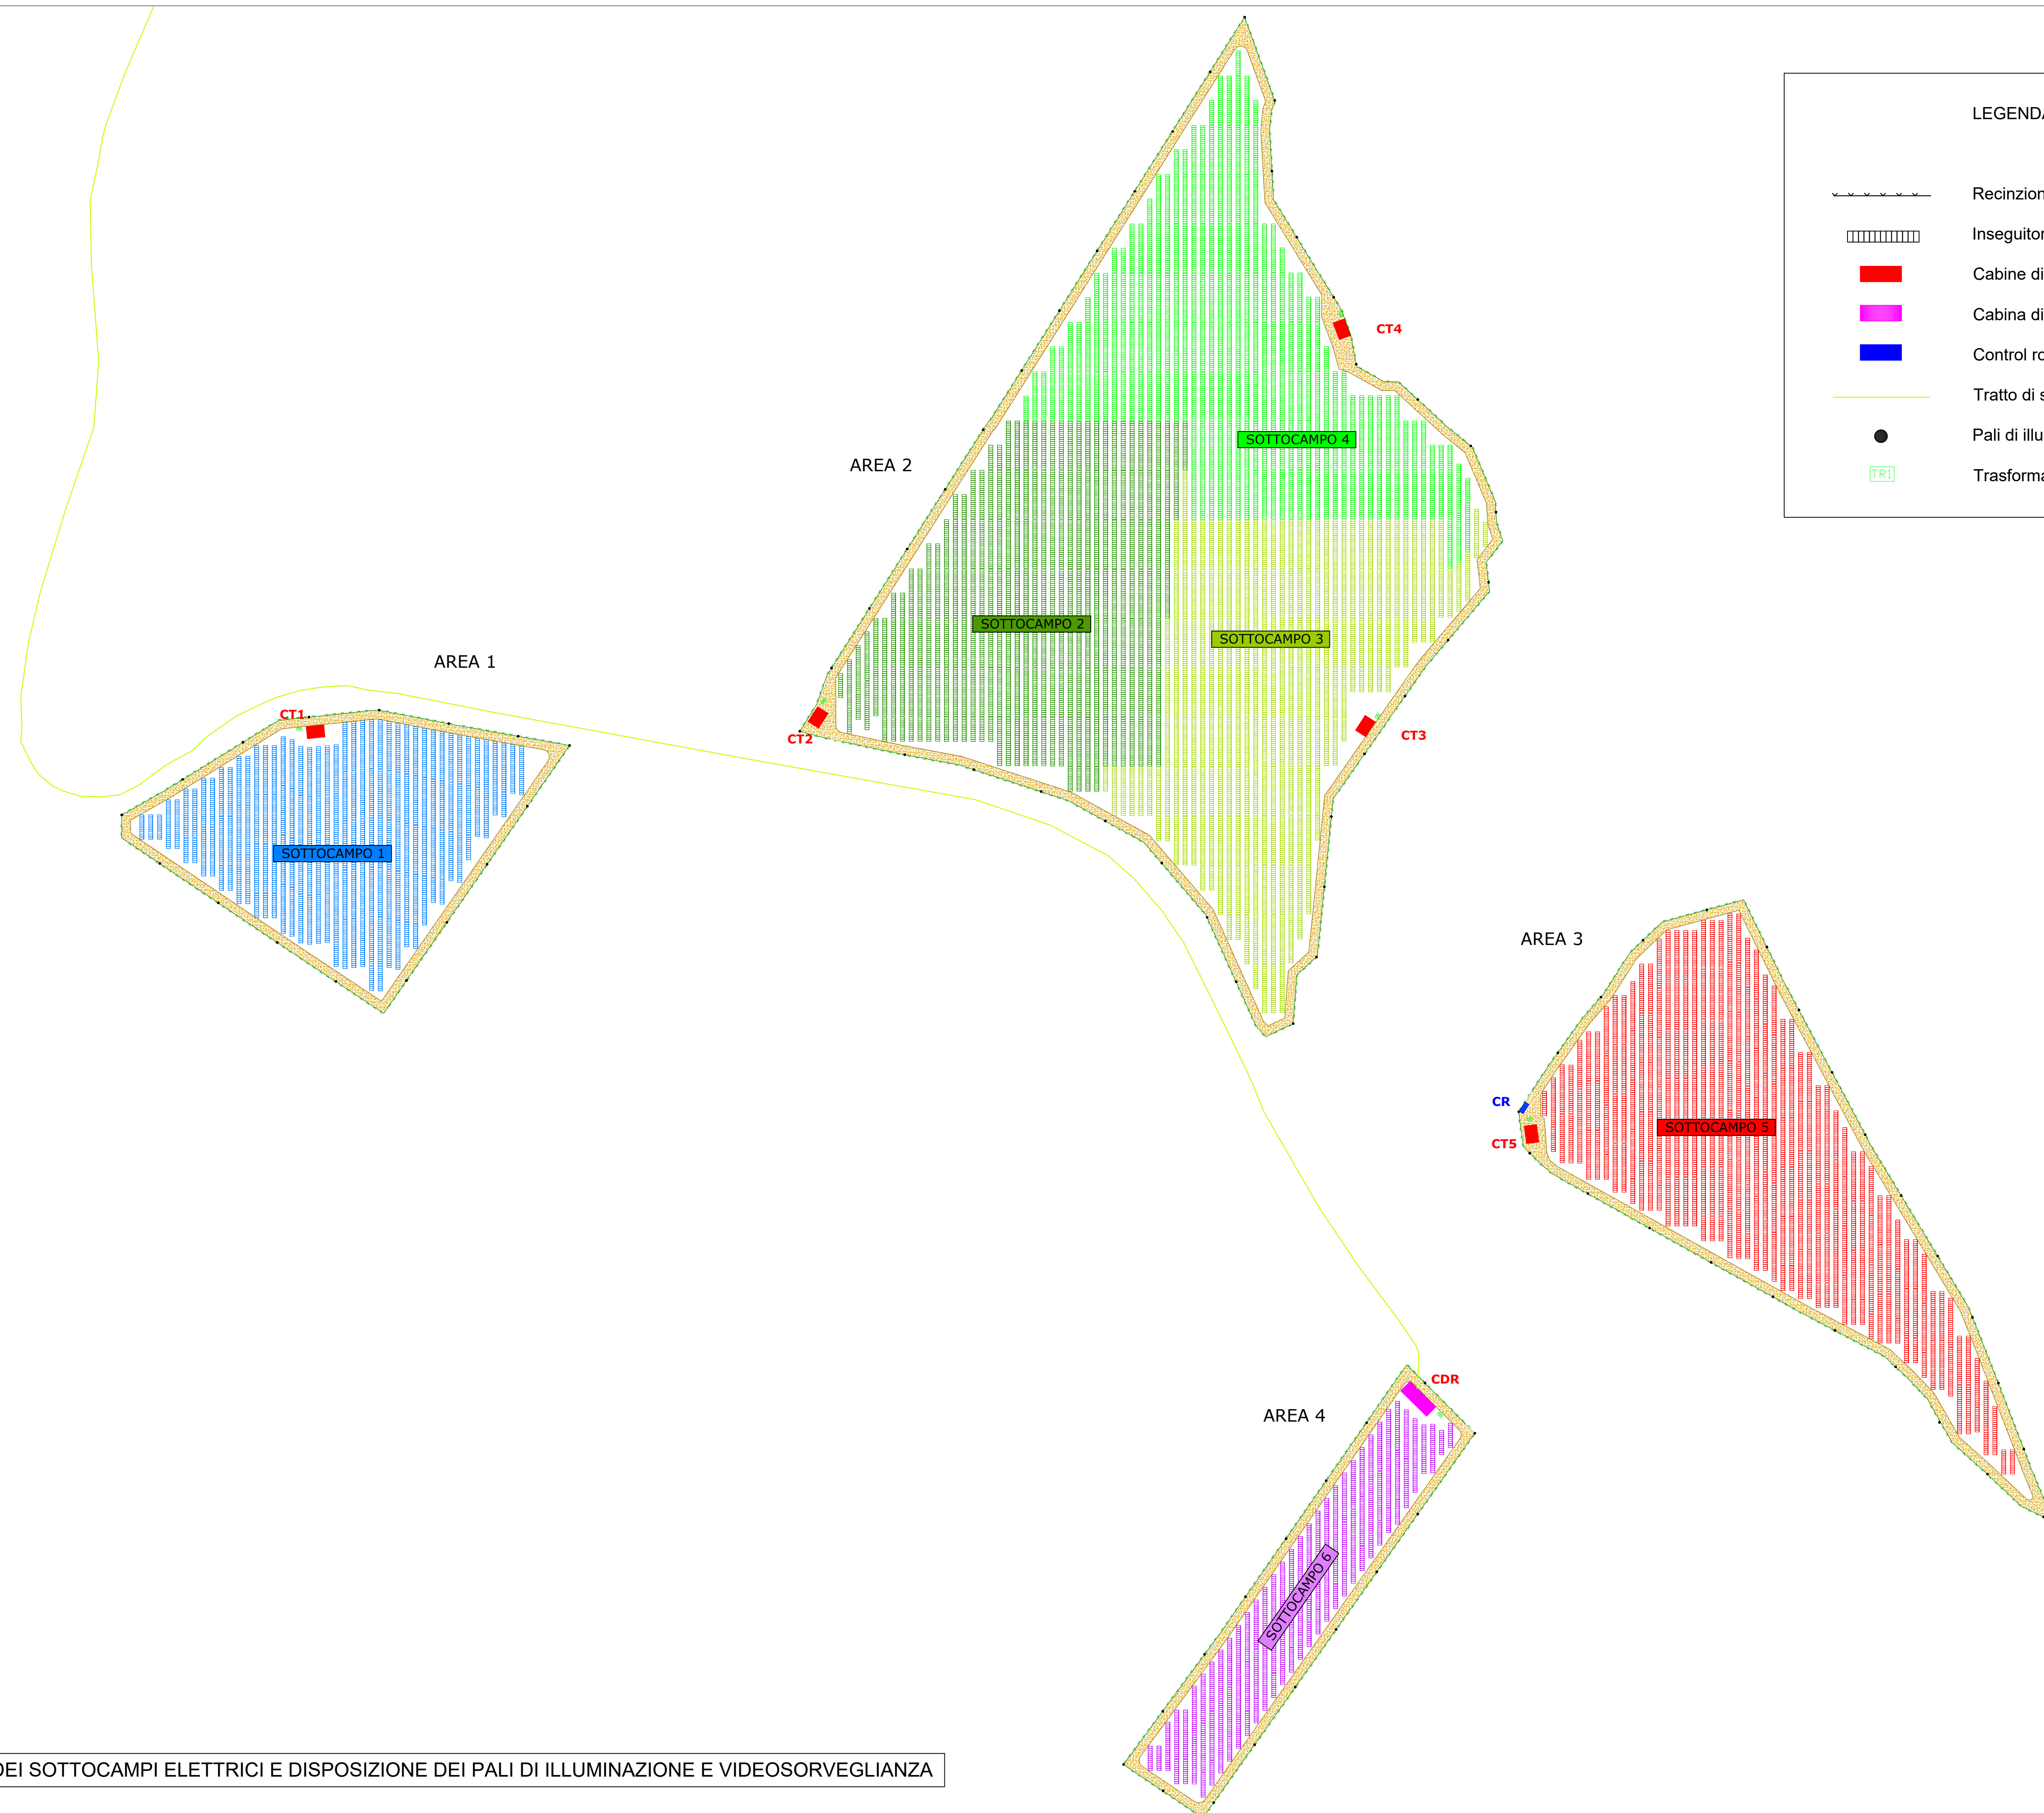 LEGENDA
Recinzion
Inseguitor
Cabine di
Cabina di
Control ro
Tratto di s
Pali di illu
TR1
Trasforma
CT4
SOTTOCAMPO 4
AREA 2
SOTTOCAMPO 2
SOTTOCAMPO 3
AREA 1
CT1
CT2
CT3
SOTTOCAMPO 1
AREA 3
CR
SOTTOCAMPO 5
CT5
CDR
AREA 4
SOTTOCAMPO 6
DEI SOTTOCAMPI ELETTRICI E DISPOSIZIONE DEI PALI DI ILLUMINAZIONE E VIDEOSORVEGLIANZA